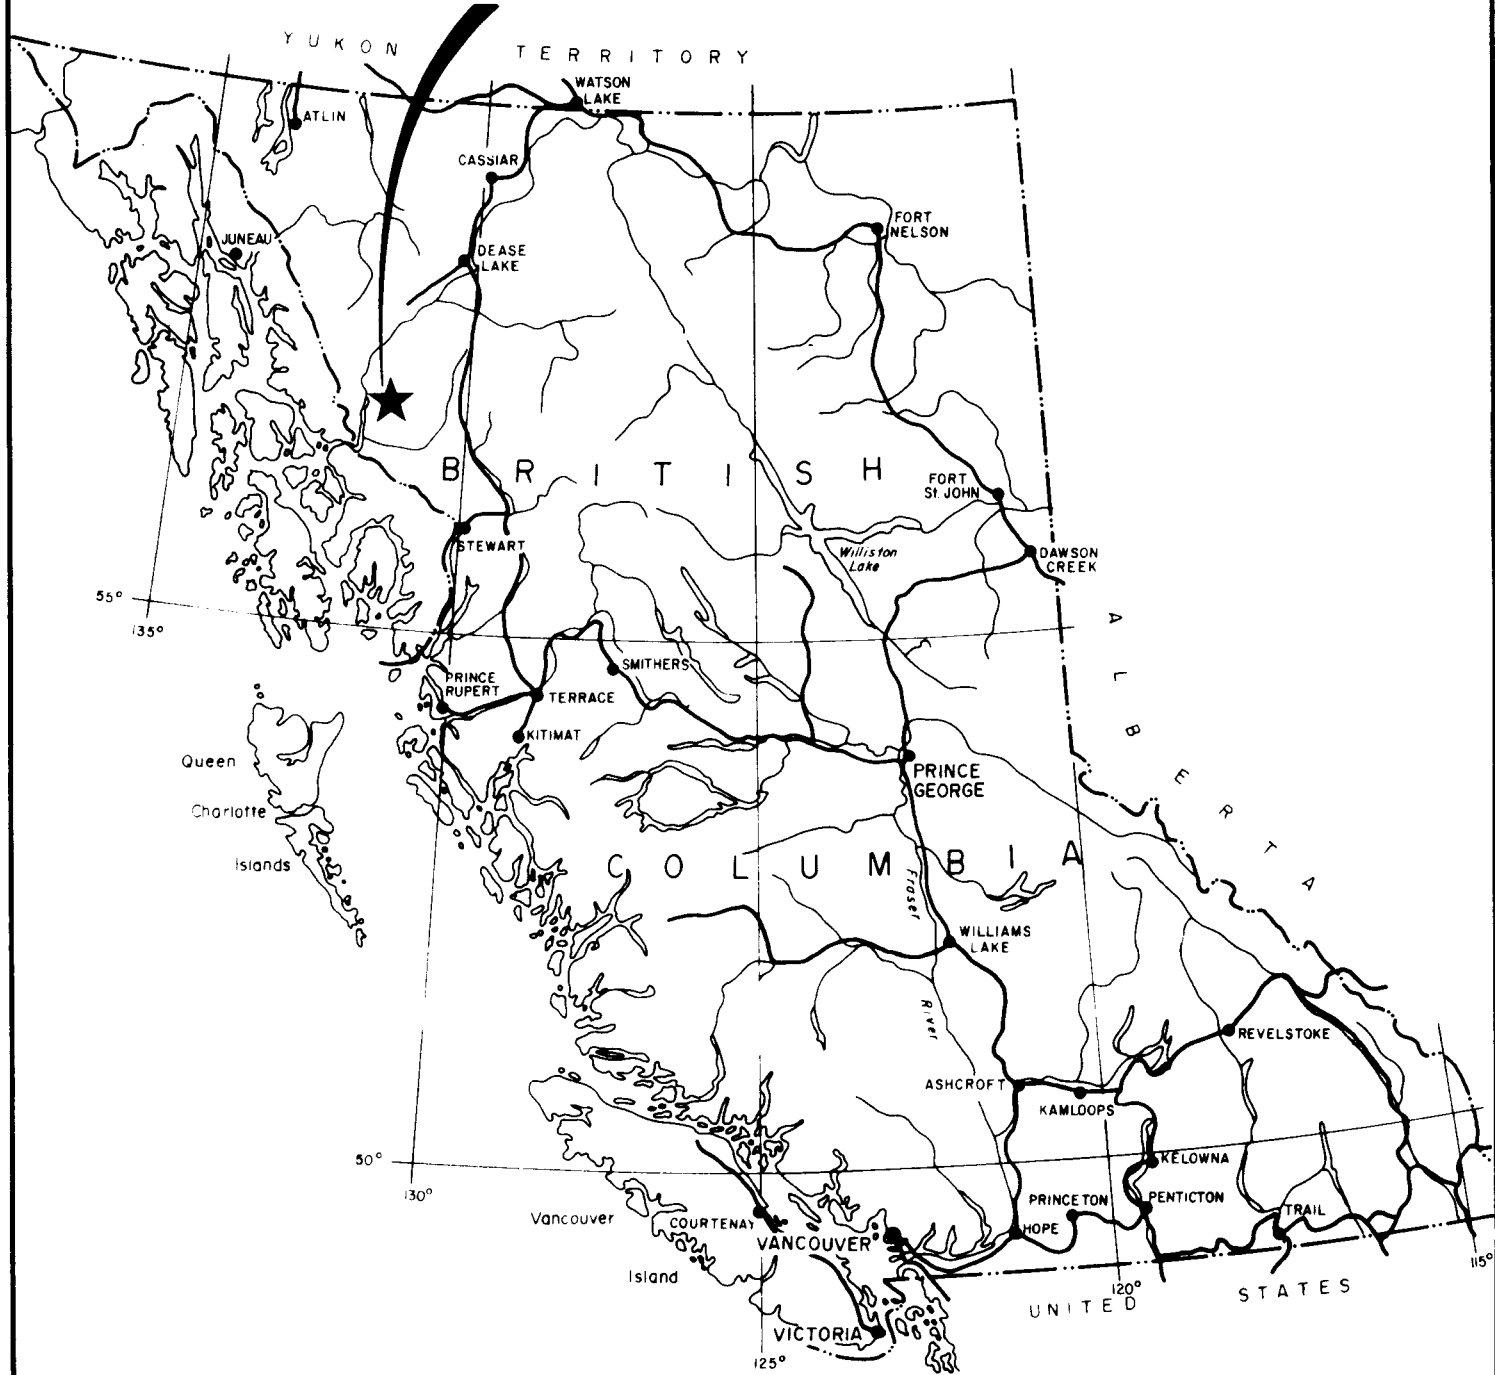 YUKON TERRITORY
WATSON
LAKE
ATLIN
CASSIAR
FORT
NELSON
JUNEAU
DEASE
LAKE
BRITISH
FORT
St. JOHN
STEWART
Williston
Lake
DAWSON
CREEK
55°
135°
ALBERTA
SMITHERS
PRINCE
RUPERT
TERRACE
KITIMAT
Queen
Charlotte
Islands
PRINCE
GEORGE
COLUMBIA
Fraser
River
WILLIAMS
LAKE
REVELSTOKE
ASHCROFT
KAMLOOPS
50°
130°
KELOWNA
PRINCETON
PENTICTON
TRAIL
Vancouver
Island
COURTENAY
VANCOUVER
HOPE
115°
120°
UNITED STATES
VICTORIA
125°